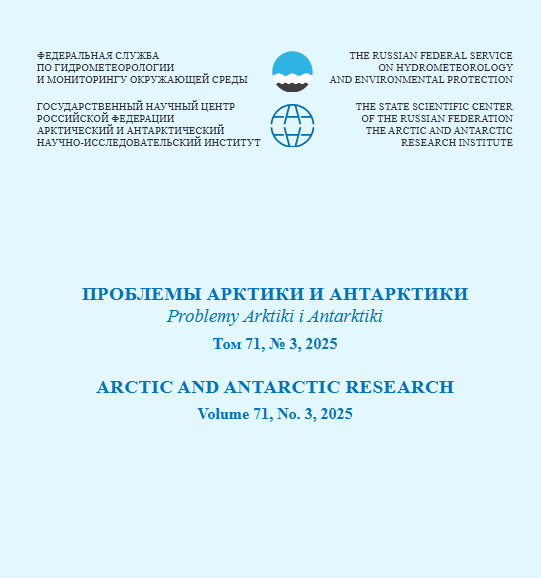 ФЕДЕРАЛЬНАЯ СЛУЖБА
ПО ГИДРОМЕТЕОРОЛОГИИ
И МОНИТОРИНГУ ОКРУЖАЮЩЕЙ СРЕДЫ
THE RUSSIAN FEDERAL SERVICE
ON HYDROMETEOROLOGY
AND ENVIRONMENTAL PROTECTION
ГОСУДАРСТВЕННЫЙ НАУЧНЫЙ ЦЕНТР
РОССИЙСКОЙ ФЕДЕРАЦИИ
АРКТИЧЕСКИЙ И АНТАРКТИЧЕСКИЙ
НАУЧНО-ИССЛЕДОВАТЕЛЬСКИЙ ИНСТИТУТ
THE STATE SCIENTIFIC CENTER
OF THE RUSSIAN FEDERATION
THE ARCTIC AND ANTARCTIC
RESEARCH INSTITUTE
ПРОБЛЕМЫ АРКТИКИ И АНТАРКТИКИ
Problemy Arktiki i Antarktiki
Том 71, № 3, 2025
ARCTIC AND ANTARCTIC RESEARCH
Volume 71, No. 3, 2025